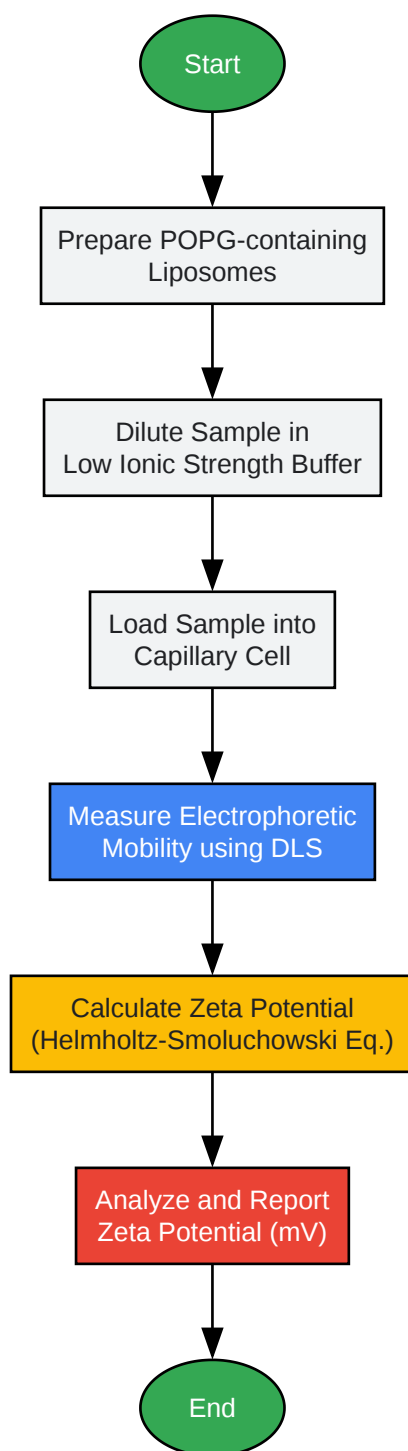 Start
Prepare POPG-containing
Liposomes
Dilute Sample in
Low Ionic Strength Buffer
Load Sample into
Capillary Cell
Measure Electrophoretic
Mobility using DLS
Calculate Zeta Potential
(Helmholtz-Smoluchowski Eq.)
Analyze and Report
Zeta Potential (mV)
End